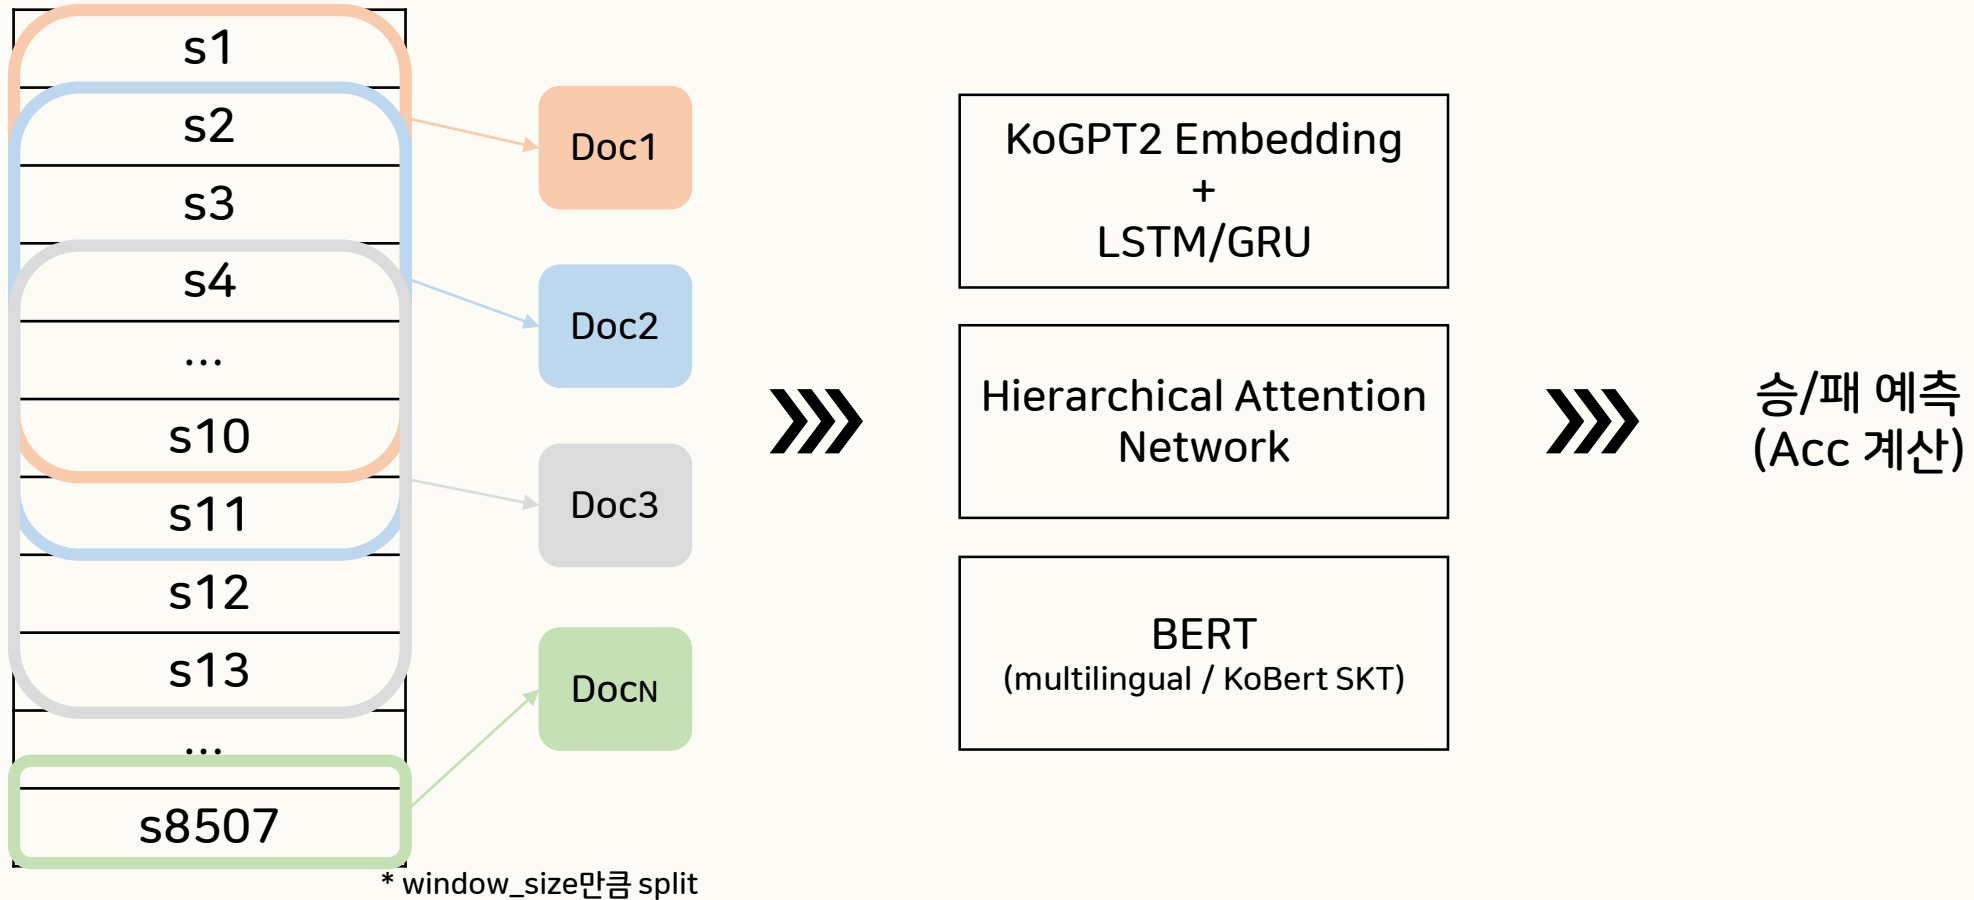 s1
s2
s3
s4
...
s10
s11
s12
s13
...
s8507
* window_size만큼 split
Doc1
Doc2
Doc3
DocN
KoGPT2 Embedding
+
LSTM/GRU
Hierarchical Attention
Network
BERT
(multilingual / KoBert SKT)
승/패 예측
(Acc 계산)